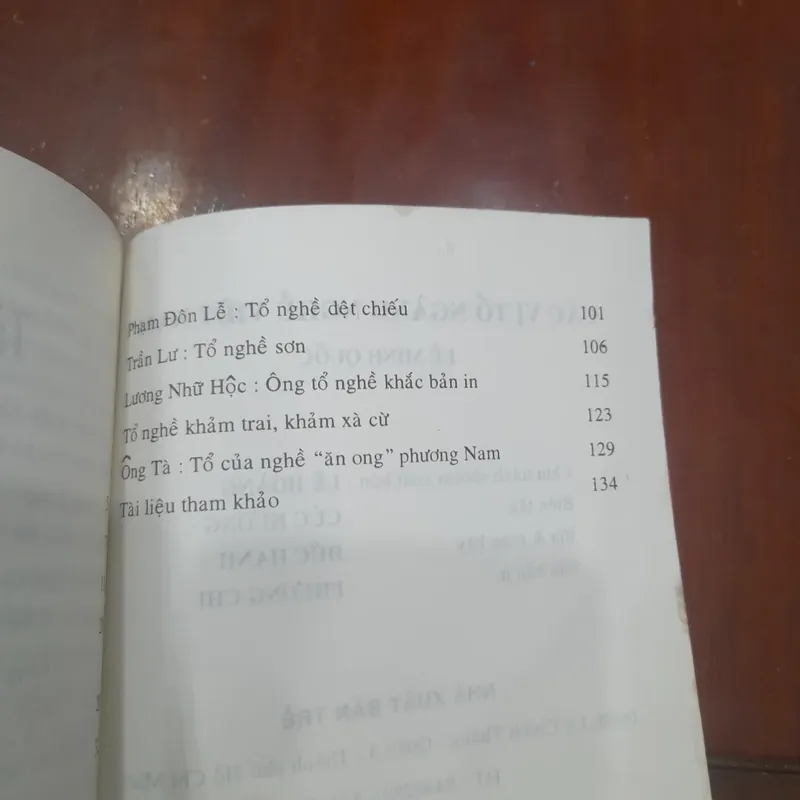 Phạm Đôn Lễ : Tổ nghề dệt chiếu 101
Trần Lư : Tổ nghề sơn 106
Lương Nhữ Hộc : Ông tổ nghề khắc bản in 115
Tổ nghề khảm trai, khảm xà cừ 123
Ông Tà : Tổ của nghề “ăn ong” phương Nam 129
Tài liệu tham khảo 134